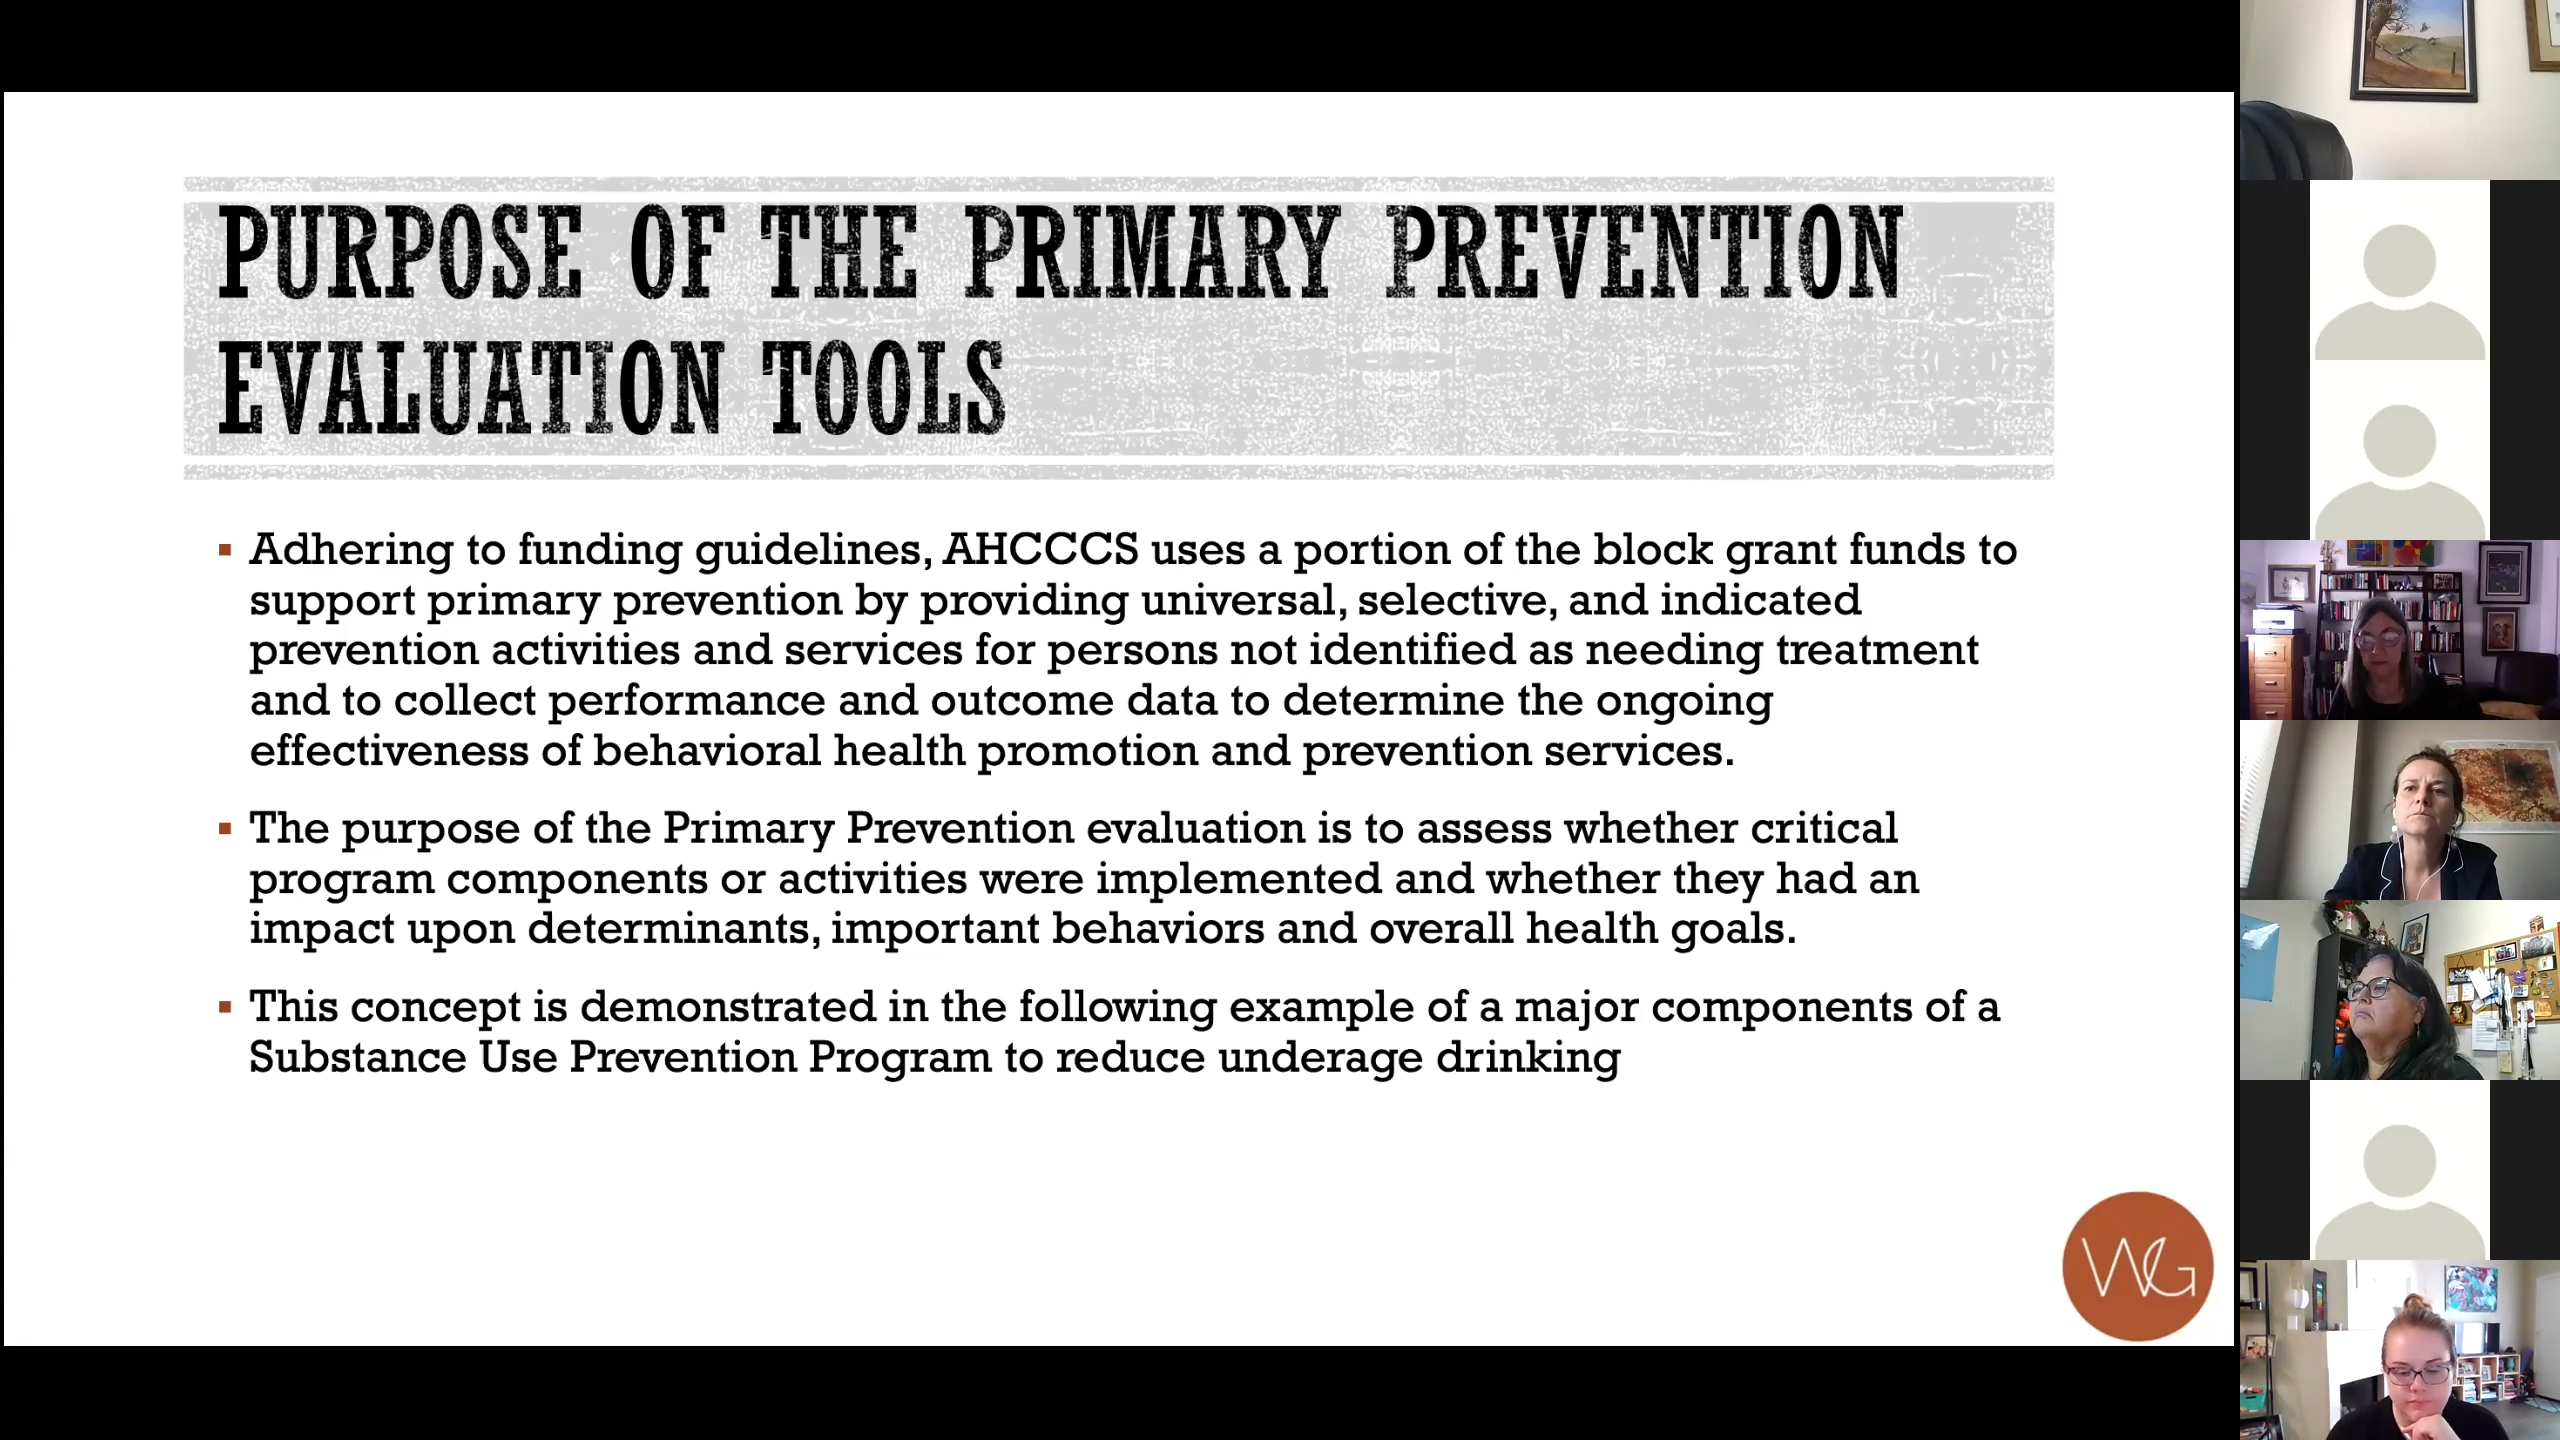 PURPOSE OF THE PRIMARY PREVENTION
EVALUATION TOOLS
▪ Adhering to funding guidelines, AHCCCS uses a portion of the block grant funds to
support primary prevention by providing universal, selective, and indicated
prevention activities and services for persons not identified as needing treatment
and to collect performance and outcome data to determine the ongoing
effectiveness of behavioral health promotion and prevention services.
▪ The purpose of the Primary Prevention evaluation is to assess whether critical
program components or activities were implemented and whether they had an
impact upon determinants, important behaviors and overall health goals.
▪ This concept is demonstrated in the following example of a major components of a
Substance Use Prevention Program to reduce underage drinking
WG